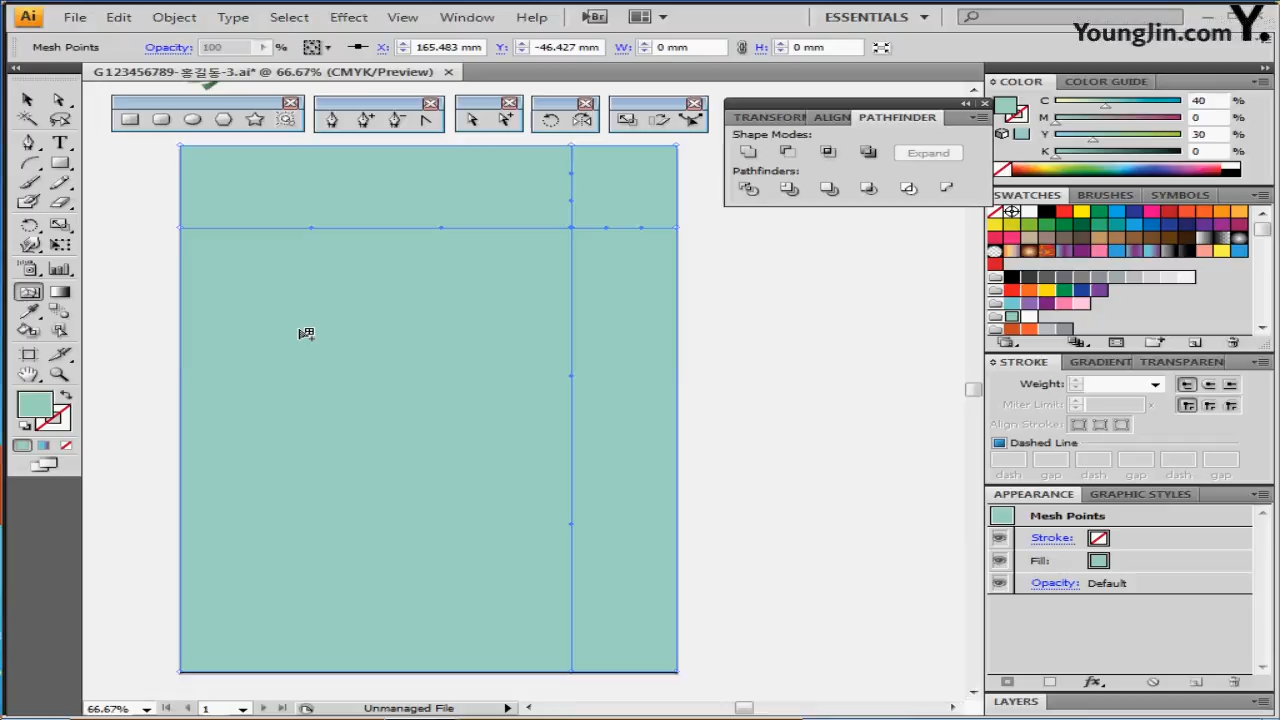 Ai File Edit Object Type Select Effect View Window Help Br ESSENTIALS
YoungJin.com Y.
Mesh Points Opacity: 100 % X: 165.483 mm Y: -46.427 mm W: 0 mm H: 0 mm
G123456789-홍길동-3.ai* @ 66.67% (CMYK/Preview)
COLOR COLOR GUIDE
C 40 %
M 0 %
Y 30 %
K 0 %
TRANSFORM ALIGN PATHFINDER
Shape Modes:
Expand
Pathfinders:
SWATCHES BRUSHES SYMBOLS
STROKE GRADIENT TRANSPAREN
Weight:
Miter Limit: x
Align Stroke:
Dashed Line
dash gap dash gap dash gap
APPEARANCE GRAPHIC STYLES
Mesh Points
Stroke:
Fill:
Opacity: Default
fx
LAYERS
66.67% 1 Unmanaged File